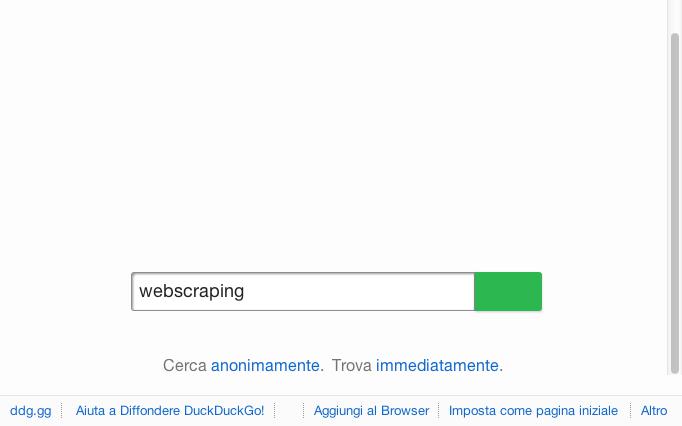 webscraping
Cerca anonimamente. Trova immediatamente.
ddg.gg Aiuta a Diffondere DuckDuckGo! Aggiungi al Browser Imposta come pagina iniziale Altro